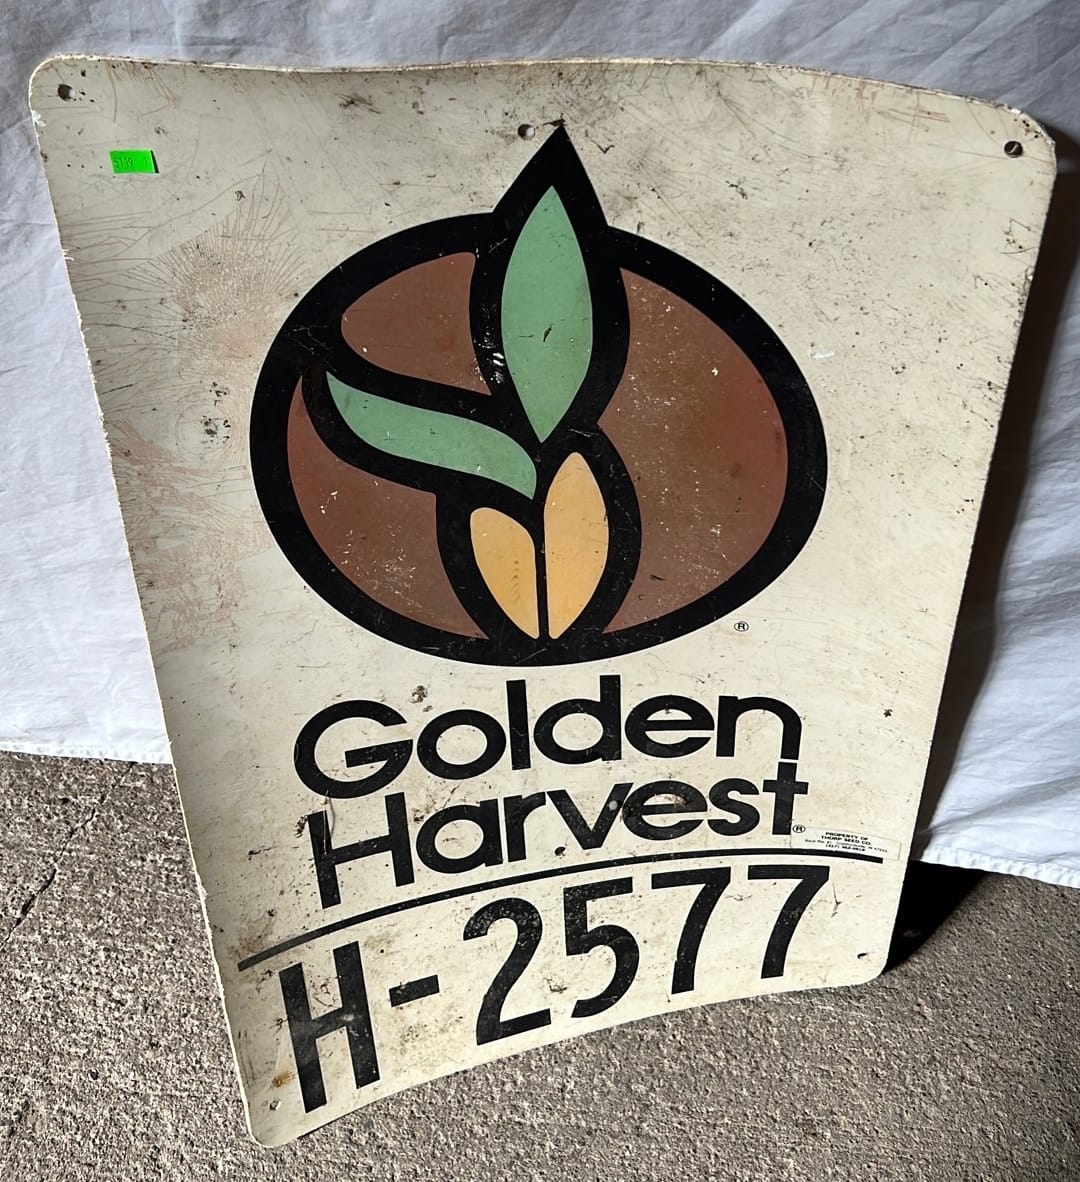 ®
Golden
Harvest®
PROPERTY OF
THORP SEED CO.
H-2577